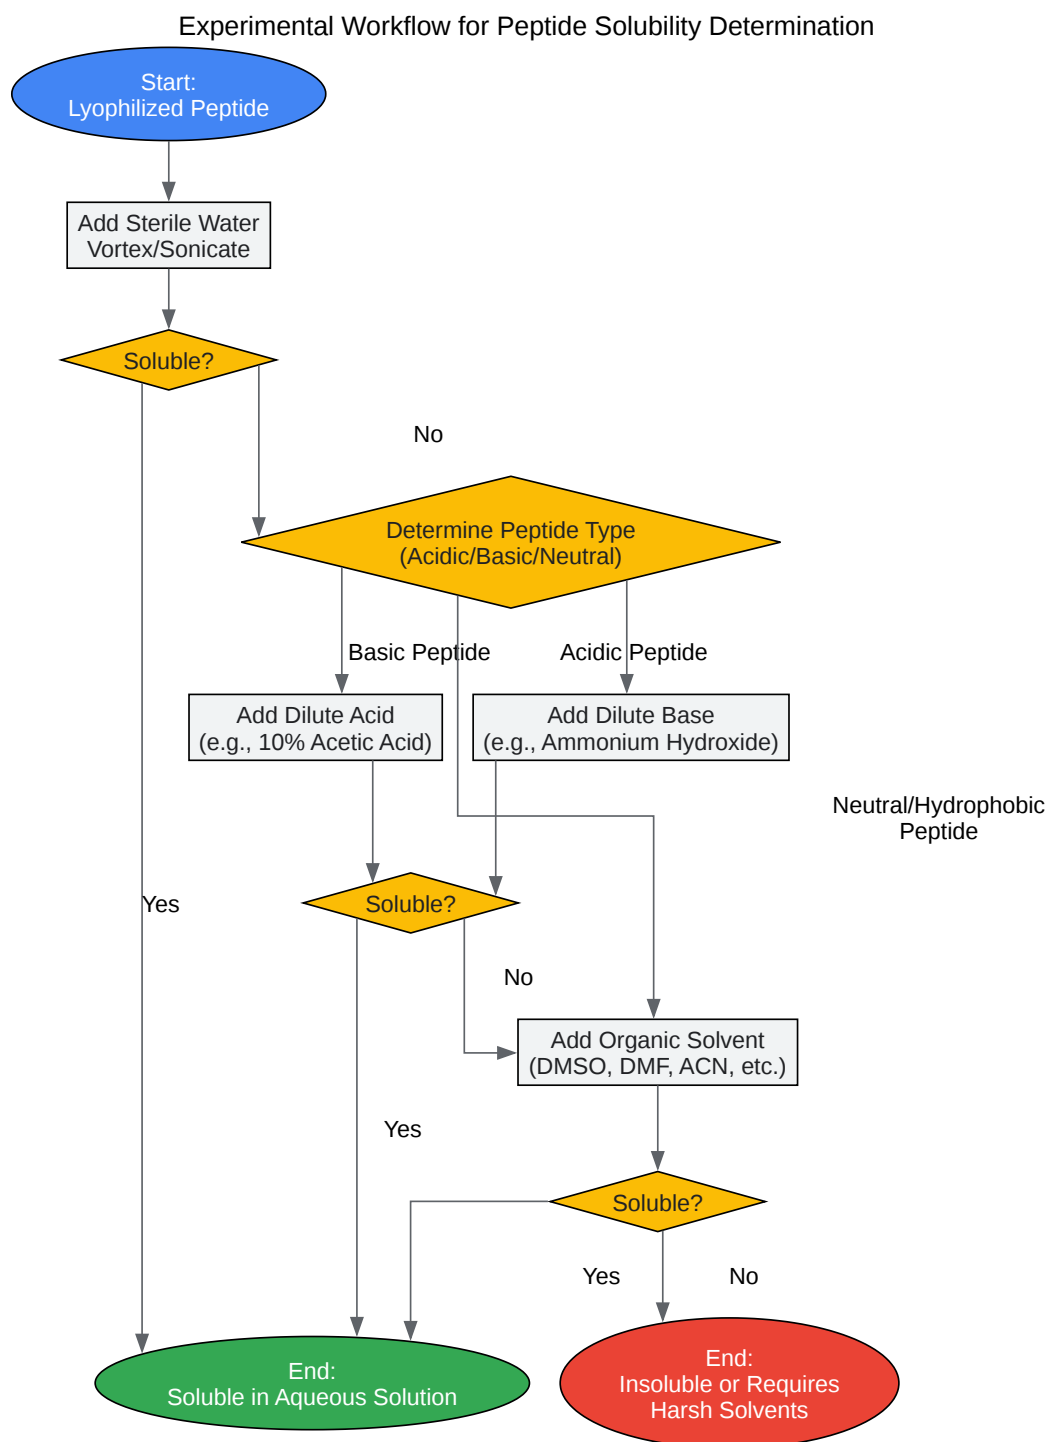 Experimental Workflow for Peptide Solubility Determination
Start:
Lyophilized Peptide
Add Sterile Water
Vortex/Sonicate
Soluble?
No
Determine Peptide Type
(Acidic/Basic/Neutral)
Basic Peptide
Acidic Peptide
Add Dilute Acid
(e.g., 10% Acetic Acid)
Add Dilute Base
(e.g., Ammonium Hydroxide)
Neutral/Hydrophobic
Peptide
Yes
Soluble?
No
Add Organic Solvent
(DMSO, DMF, ACN, etc.)
Yes
Soluble?
Yes
No
End:
Soluble in Aqueous Solution
End:
Insoluble or Requires
Harsh Solvents